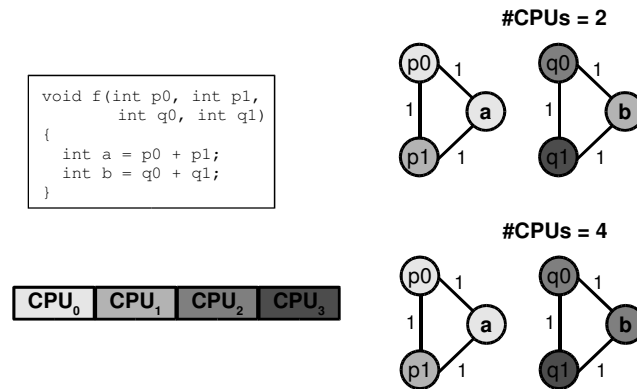 #CPUs = 2
void f(int p0, int p1,
int q0, int q1)
{
int a = p0 + p1;
int b = q0 + q1;
}
p0
1
q0
1
1
a
1
b
p1
1
q1
1
#CPUs = 4
CPU0 CPU1 CPU2 CPU3
p0
1
q0
1
1
a
1
b
p1
1
q1
1